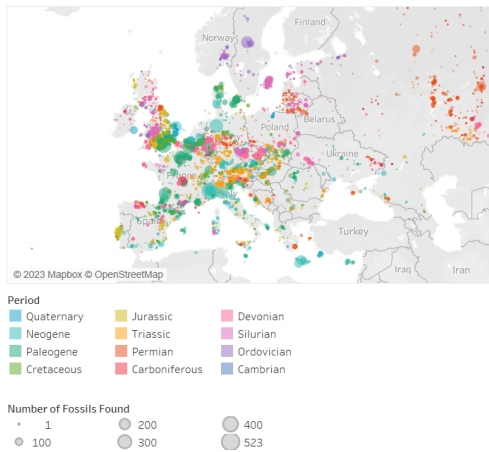 Finland
Norway
Belarus
Poland
Ukraine
Turkey
Iraq
Iran
© 2023 Mapbox © OpenStreetMap
Period
Quaternary Jurassic Devonian
Neogene Triassic Silurian
Paleogene Permian Ordovician
Cretaceous Carboniferous Cambrian
Number of Fossils Found
1 200 400
100 300 523